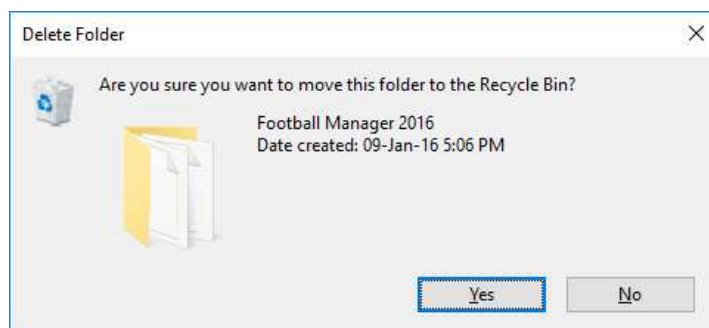 Delete Folder
Are you sure you want to move this folder to the Recycle Bin?
Football Manager 2016
Date created: 09-Jan-16 5:06 PM
Yes
No